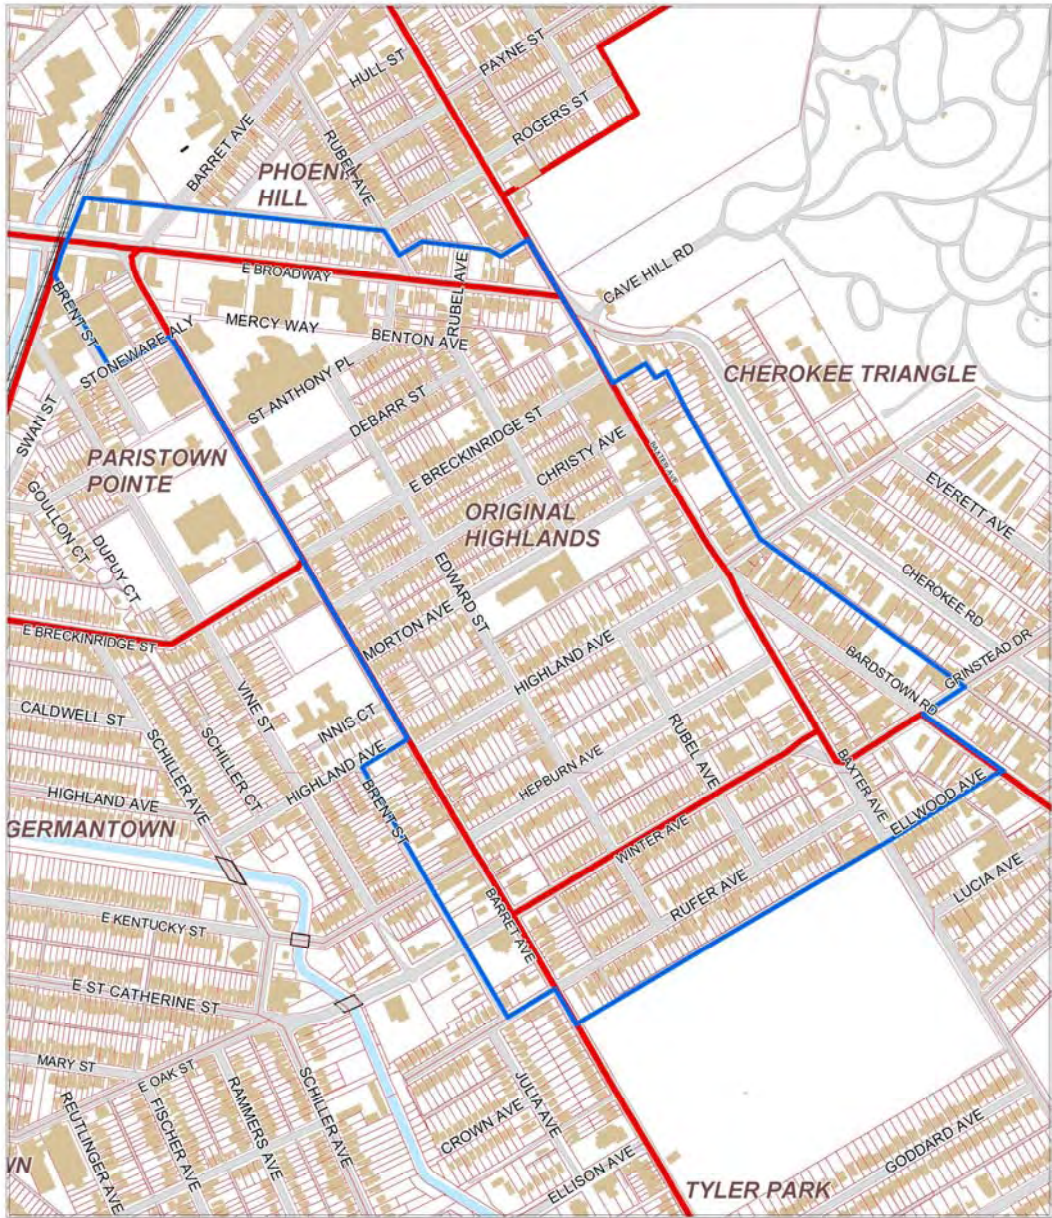 HULL ST
PAYNE ST
ROGERS ST
BARRET AVE
RUBEL AVE
PHOENI
HILL
CAVE HILL RD
E BROADWAY
RUBEL AVE
BRENT ST
MERCY WAY
BENTON AVE
STONEWARE ALY
ST ANTHONY PL
DEBARR ST
CHEROKEE TRIANGLE
SWAN ST
E BRECKINRIDGE ST
CHRISTY AVE
BAXTER AVE
PARISTOWN
POINTE
GOULLON CT
DUPUY CT
ORIGINAL
HIGHLANDS
EVERETT AVE
CHEROKEE RD
EDWARD ST
E BRECKINRIDGE ST
MORTON AVE
HIGHLAND AVE
BARDSTOWN RD
GRINSTEAD DR
CALDWELL ST
SCHILLER AVE
SCHILLER CT
VINE ST
INNIS CT
HIGHLAND AVE
RUBEL AVE
HEPBURN AVE
BAXTER AVE
HIGHLAND AVE
BRENT ST
ELLWOOD AVE
GERMANTOWN
WINTER AVE
RUFER AVE
LUCIA AVE
BARRET AVE
E KENTUCKY ST
E ST CATHERINE ST
MARY ST
E OAK ST
REUTLINGER AVE
FISCHER AVE
RAMMERS AVE
SCHILLER AVE
CROWN AVE
JULIA AVE
ELLISON AVE
GODDARD AVE
WN
TYLER PARK